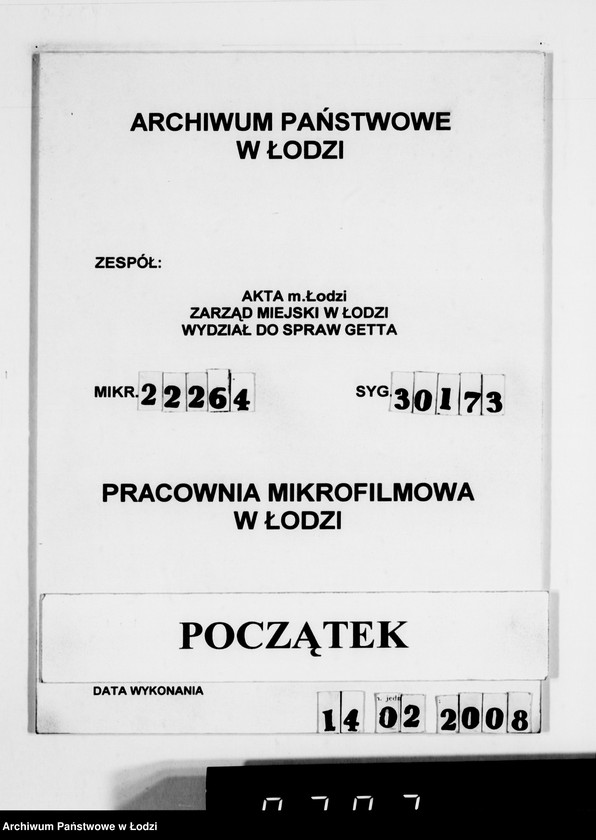 ARCHIWUM PAŃSTWOWE
W ŁODZI
ZESPÓŁ:
AKTA m.Łodzi
ZARZĄD MIEJSKI W ŁODZI
WYDZIAŁ DO SPRAW GETTA
MIKR. 22264 SYG. 30173
PRACOWNIA MIKROFILMOWA
W ŁODZI
POCZĄTEK
DATA WYKONANIA
14 02 2008
Archiwum Państwowe w Łodzi